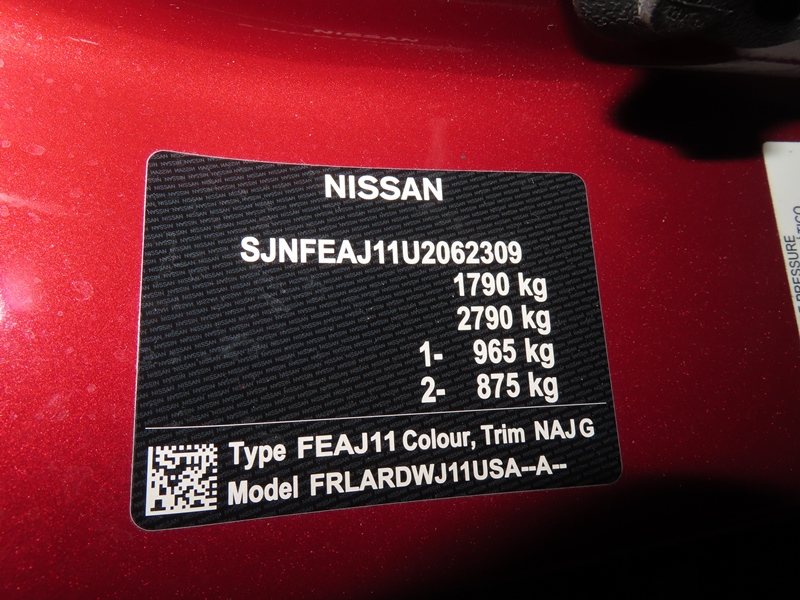 NISSAN
SJNFEAJ11U2062309
1790 kg
2790 kg
1- 965 kg
2- 875 kg
Type FEAJ11 Colour, Trim NAJ G
Model FRLARDWJ11USA--A--
PRESSURE